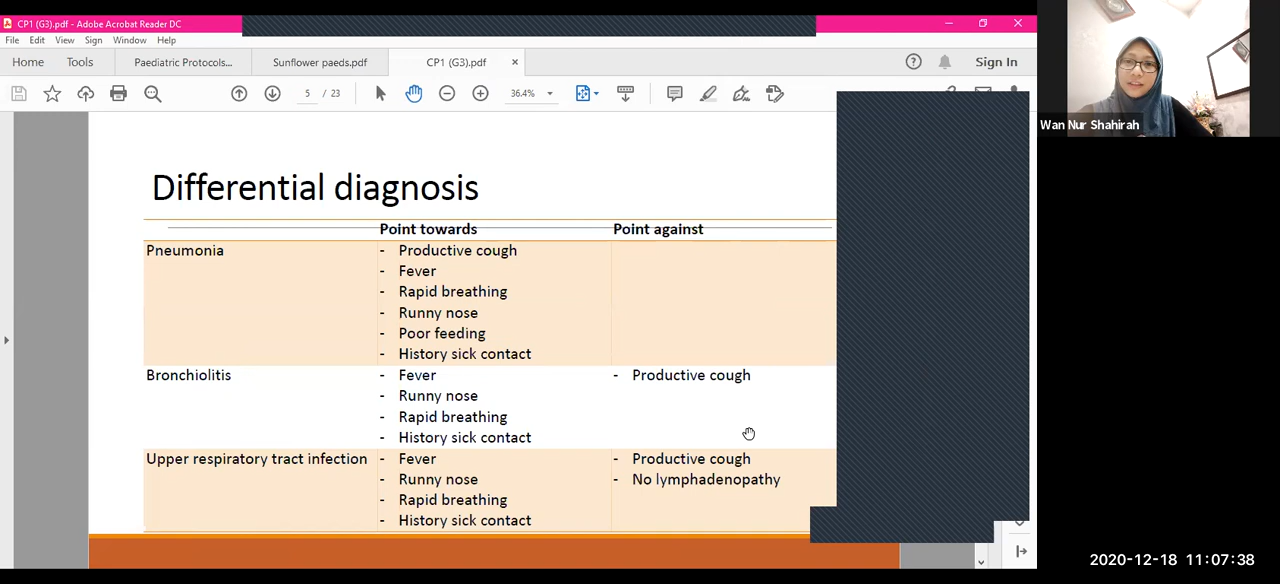 CP1 (G3).pdf - Adobe Acrobat Reader DC
File Edit View Sign Window Help
Home Tools Paediatric Protocols... Sunflower paeds.pdf CP1 (G3).pdf × Sign In
5 / 23 36.4%
Wan Nur Shahirah
Differential diagnosis
Point towards Point against
Pneumonia - Productive cough
- Fever
- Rapid breathing
- Runny nose
- Poor feeding
- History sick contact
Bronchiolitis - Fever - Productive cough
- Runny nose
- Rapid breathing
- History sick contact
Upper respiratory tract infection - Fever - Productive cough
- Runny nose - No lymphadenopathy
- Rapid breathing
- History sick contact
2020-12-18 11:07:38